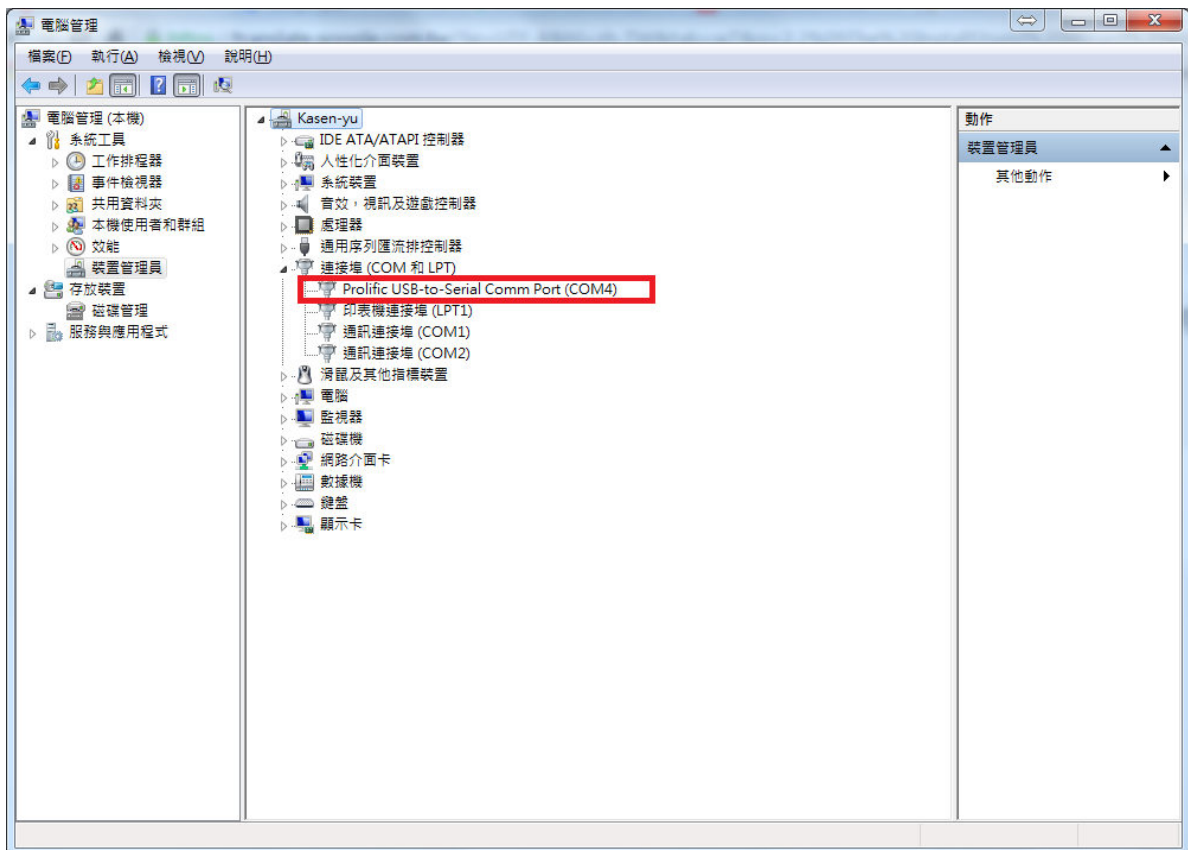 電腦管理
檔案(F) 執行(A) 檢視(V) 說明(H)
電腦管理 (本機)
系統工具
工作排程器
事件檢視器
共用資料夾
本機使用者和群組
效能
裝置管理員
存放裝置
磁碟管理
服務與應用程式
Kasen-yu
IDE ATA/ATAPI 控制器
人性化介面裝置
系統裝置
音效，視訊及遊戲控制器
處理器
通用序列匯流排控制器
連接埠 (COM 和 LPT)
Prolific USB-to-Serial Comm Port (COM4)
印表機連接埠 (LPT1)
通訊連接埠 (COM1)
通訊連接埠 (COM2)
滑鼠及其他指標裝置
電腦
監視器
磁碟機
網路介面卡
數據機
鍵盤
顯示卡
動作
裝置管理員
其他動作